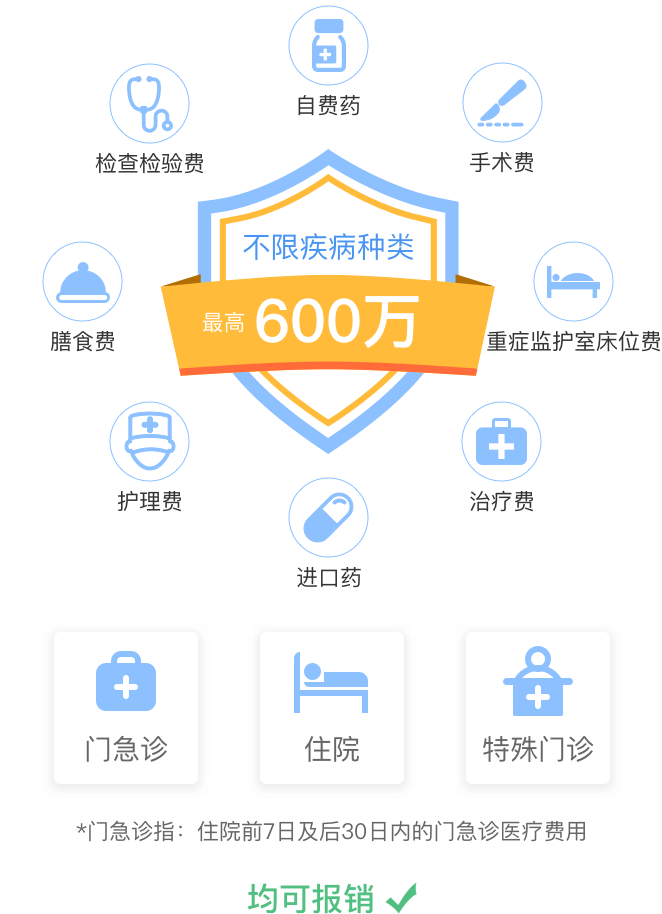 自费药
检查检验费
手术费
不限疾病种类
最高 600万
膳食费
重症监护室床位费
护理费
治疗费
进口药
门急诊
住院
特殊门诊
*门急诊指：住院前7日及后30日内的门急诊医疗费用
均可报销